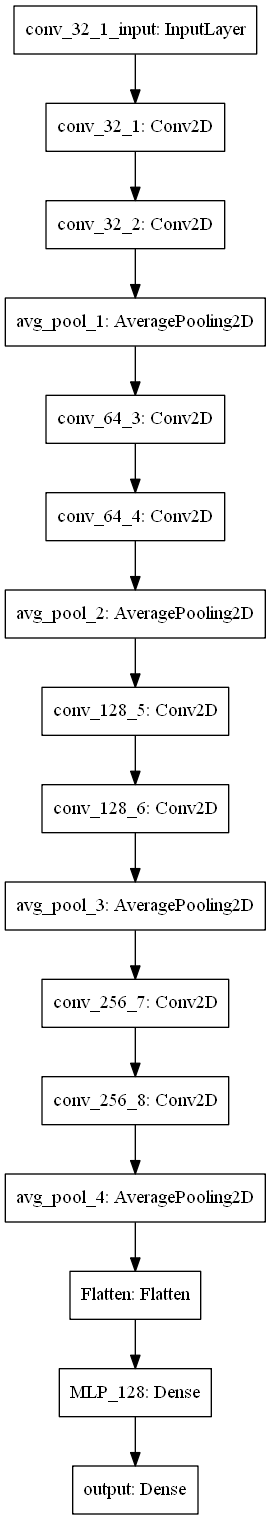 conv_32_1_input: InputLayer
conv_32_1: Conv2D
conv_32_2: Conv2D
avg_pool_1: AveragePooling2D
conv_64_3: Conv2D
conv_64_4: Conv2D
avg_pool_2: AveragePooling2D
conv_128_5: Conv2D
conv_128_6: Conv2D
avg_pool_3: AveragePooling2D
conv_256_7: Conv2D
conv_256_8: Conv2D
avg_pool_4: AveragePooling2D
Flatten: Flatten
MLP_128: Dense
output: Dense